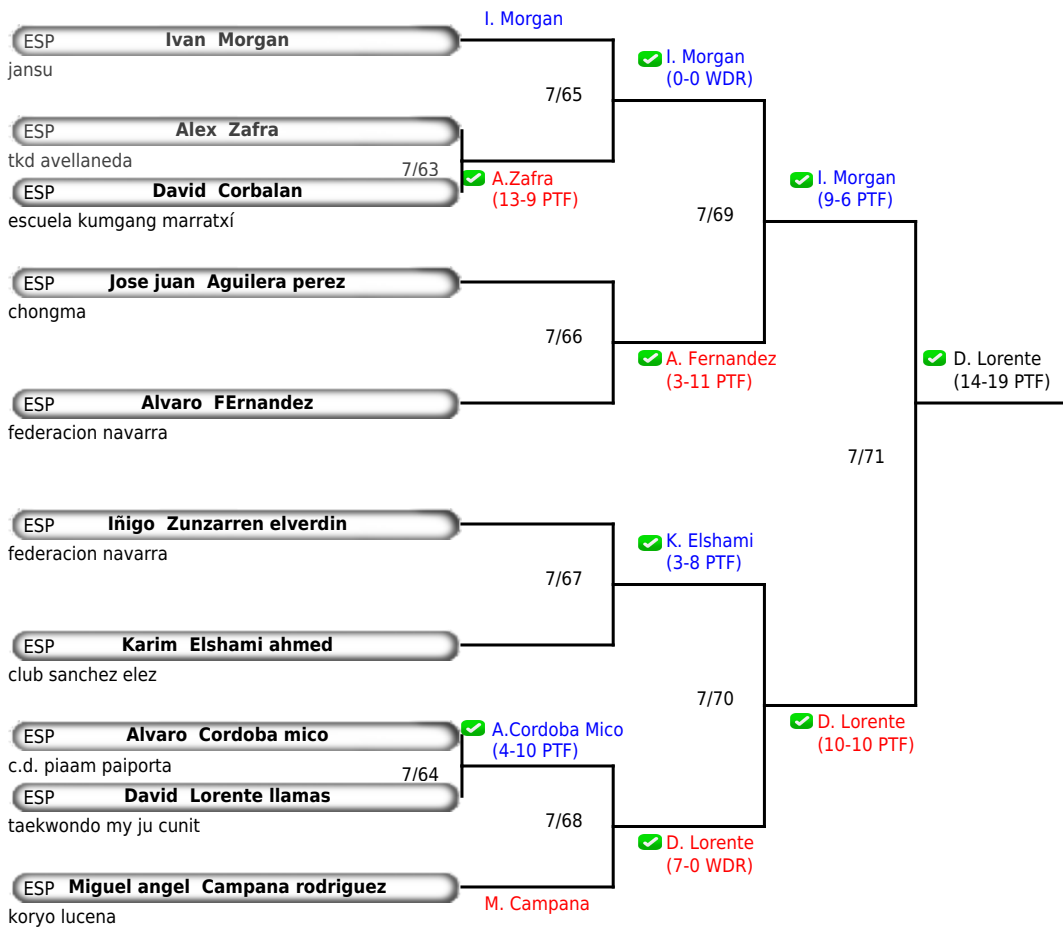 I. Morgan
ESP Ivan Morgan
jansu
I. Morgan
(0-0 WDR)
7/65
ESP Alex Zafra
tkd avellaneda
7/63
A.Zafra
(13-9 PTF)
ESP David Corbalan
escuela kumgang marratxí
I. Morgan
(9-6 PTF)
7/69
ESP Jose juan Aguilera perez
chongma
7/66
A. Fernandez
(3-11 PTF)
D. Lorente
(14-19 PTF)
ESP Alvaro FErnandez
federacion navarra
7/71
ESP Iñigo Zunzarren elverdin
federacion navarra
K. Elshami
(3-8 PTF)
7/67
ESP Karim Elshami ahmed
club sanchez elez
7/70
D. Lorente
(10-10 PTF)
ESP Alvaro Cordoba mico
c.d. piaam paiporta
A.Cordoba Mico
(4-10 PTF)
7/64
ESP David Lorente llamas
taekwondo my ju cunit
7/68
D. Lorente
(7-0 WDR)
ESP Miguel angel Campana rodriguez
koryo lucena
M. Campana